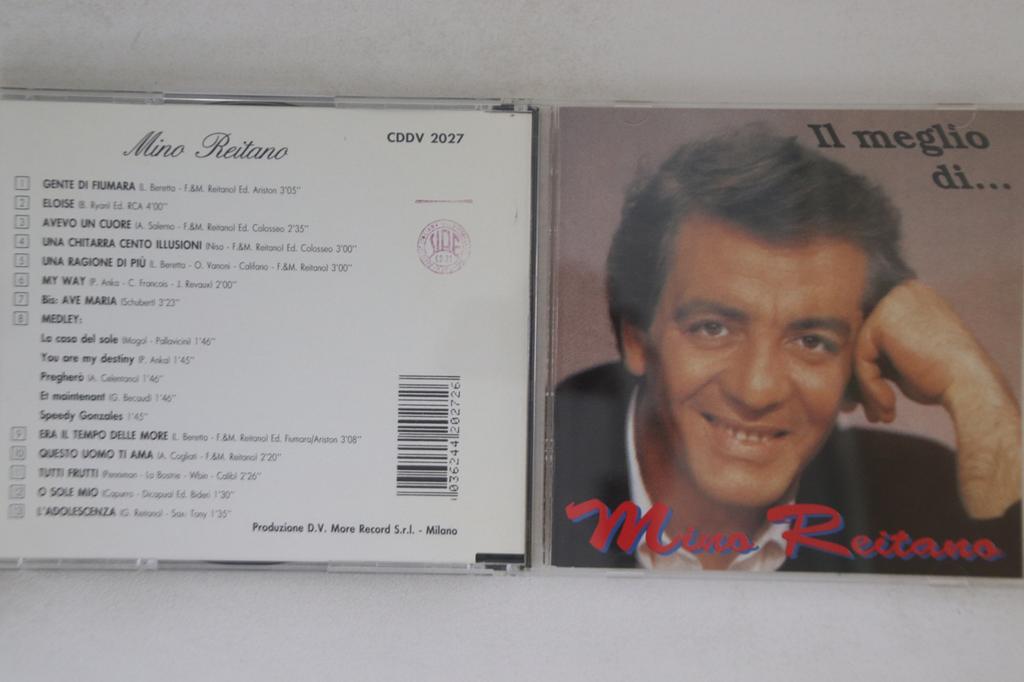 Mino Reitano
CDDV 2027
1 GENTE DI FIUMARA (L. Beretta - F.&M. Reitano) Ed. Ariston 3'05"
2 ELOISE (B. Ryan) Ed. RCA 4'00"
3 AVEVO UN CUORE (A. Salerno - F.&M. Reitano) Ed. Colosseo 2'35"
4 UNA CHITARRA CENTO ILLUSIONI (Niso - F.&M. Reitano) Ed. Colosseo 3'00"
5 UNA RAGIONE DI PIÙ (L. Beretta - O. Vanoni - Califano - F.&M. Reitano) 3'00"
6 MY WAY (P. Anka - C. Francois - J. Revaux) 2'00"
7 Bis: AVE MARIA (Schubert) 3'23"
8 MEDLEY:
La casa del sole (Mogol - Pallavicini) 1'46"
You are my destiny (P. Anka) 1'45"
Pregherò (A. Celentano) 1'46"
Et maintenant (G. Becaud) 1'46"
Speedy Gonzales 1'45"
9 ERA IL TEMPO DELLE MORE (L. Beretta - F.&M. Reitano) Ed. Fiumara/Ariston 3'08"
10 QUESTO UOMO TI AMA (A. Cogliati - F.&M. Reitano) 2'20"
11 TUTTI FRUTTI (Penniman - La Bostrie - Wbin - Calibi) 2'26"
12 O SOLE MIO (Capurro - Dicapua) Ed. Bideri 1'30"
13 L'ADOLESCENZA (G. Reitano) - Sax: Tony 1'35"
8 036244 202726
Produzione D.V. More Record S.r.l. - Milano
Il meglio
di...
Mino Reitano